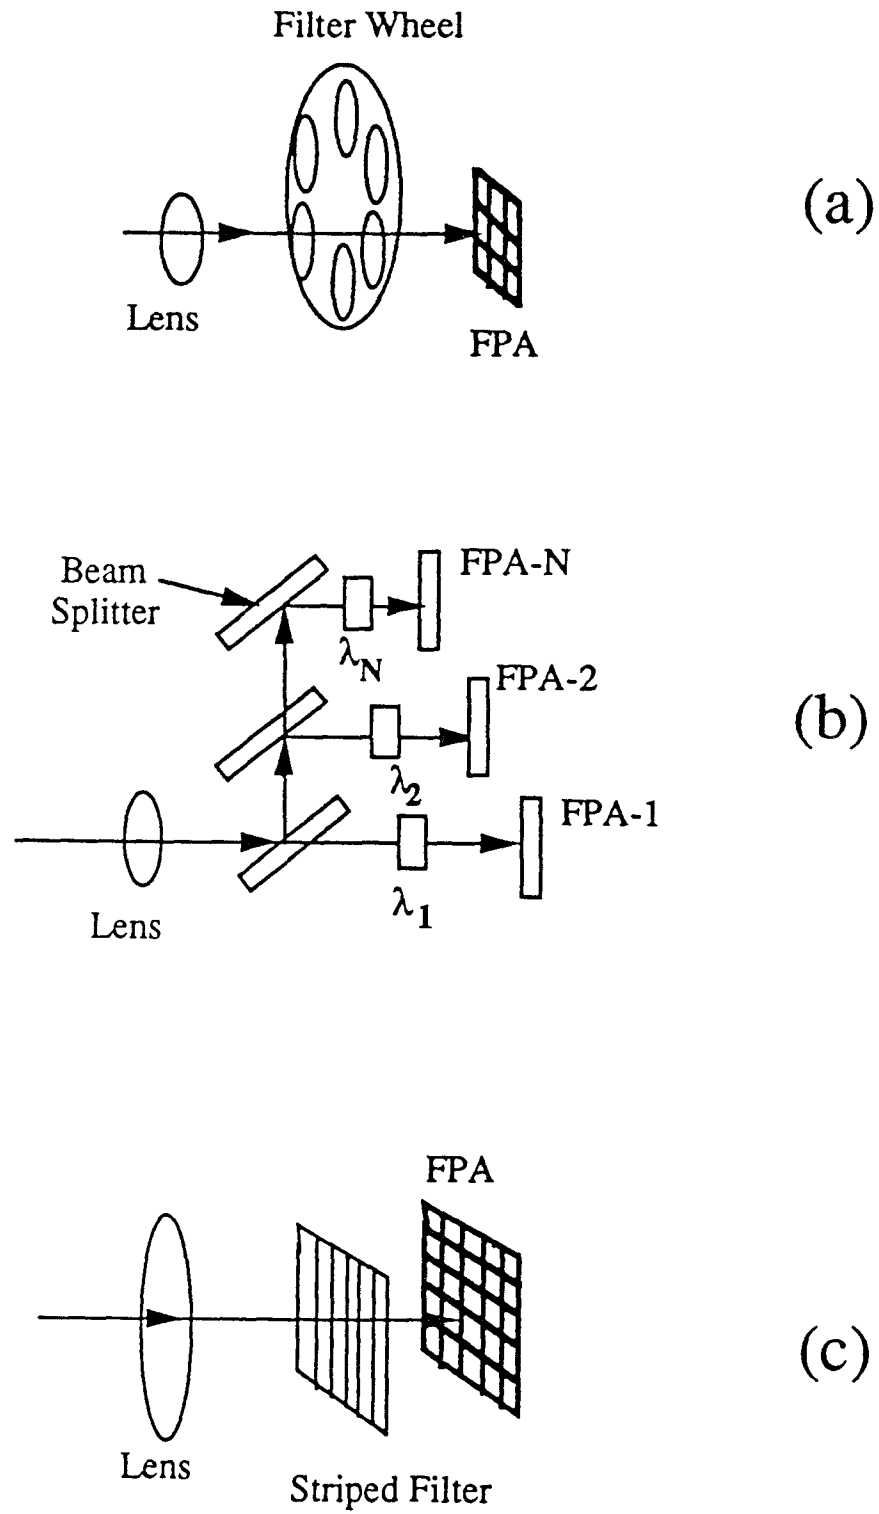 Filter Wheel
(a)
Lens
FPA
Beam
Splitter
FPA-N
λN
FPA-2
(b)
λ2
FPA-1
λ1
Lens
FPA
(c)
Lens
Striped Filter